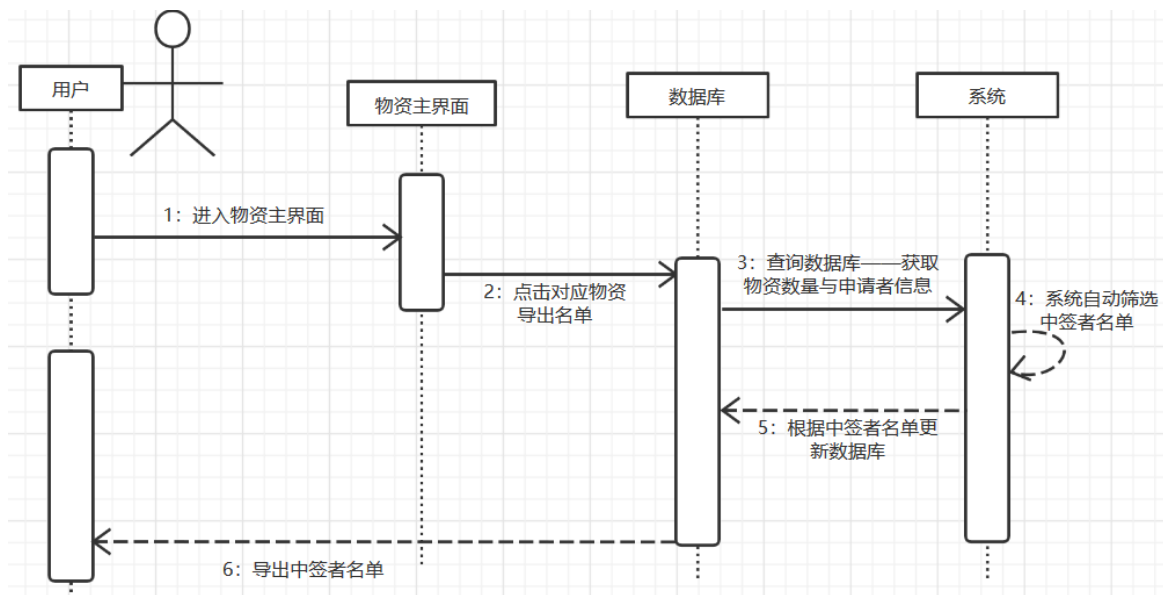 用户
物资主界面
数据库
系统
1：进入物资主界面
2：点击对应物资
导出名单
3：查询数据库——获取
物资数量与申请者信息
4：系统自动筛选
中签者名单
5：根据中签者名单更
新数据库
6：导出中签者名单